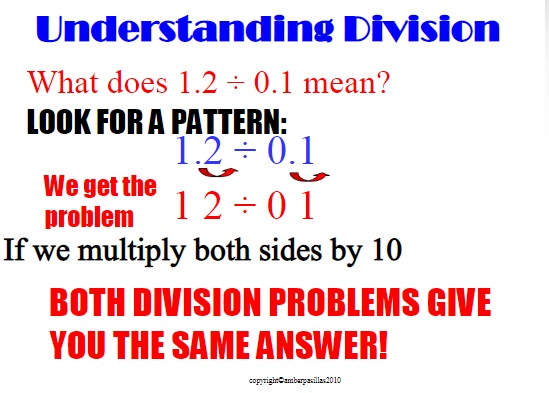 Understanding Division
What does 1.2 ÷ 0.1 mean?
LOOK FOR A PATTERN:
1.2 ÷ 0.1
We get the
problem
1 2 ÷ 0 1
If we multiply both sides by 10
BOTH DIVISION PROBLEMS GIVE
YOU THE SAME ANSWER!
copyright©amberpasillas2010